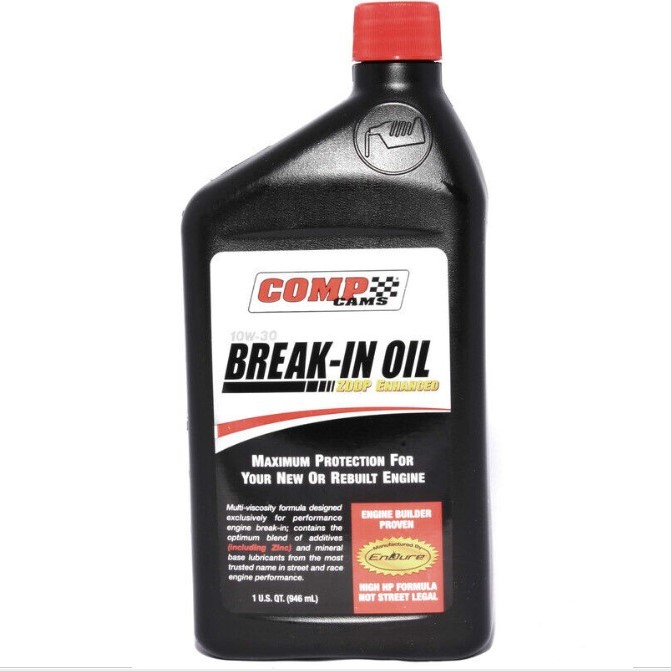 COMP
CAMS
10W-30
BREAK-IN OIL
ZDDP ENHANCED
MAXIMUM PROTECTION FOR
YOUR NEW OR REBUILT ENGINE
Multi-viscosity formula designed
exclusively for performance
engine break-in; contains the
optimum blend of additives
(including Zinc) and mineral
base lubricants from the most
trusted name in street and race
engine performance.
1 U.S. QT. (946 mL)
ENGINE BUILDER
PROVEN
Manufactured By
EnDure
HIGH HP FORMULA
NOT STREET LEGAL